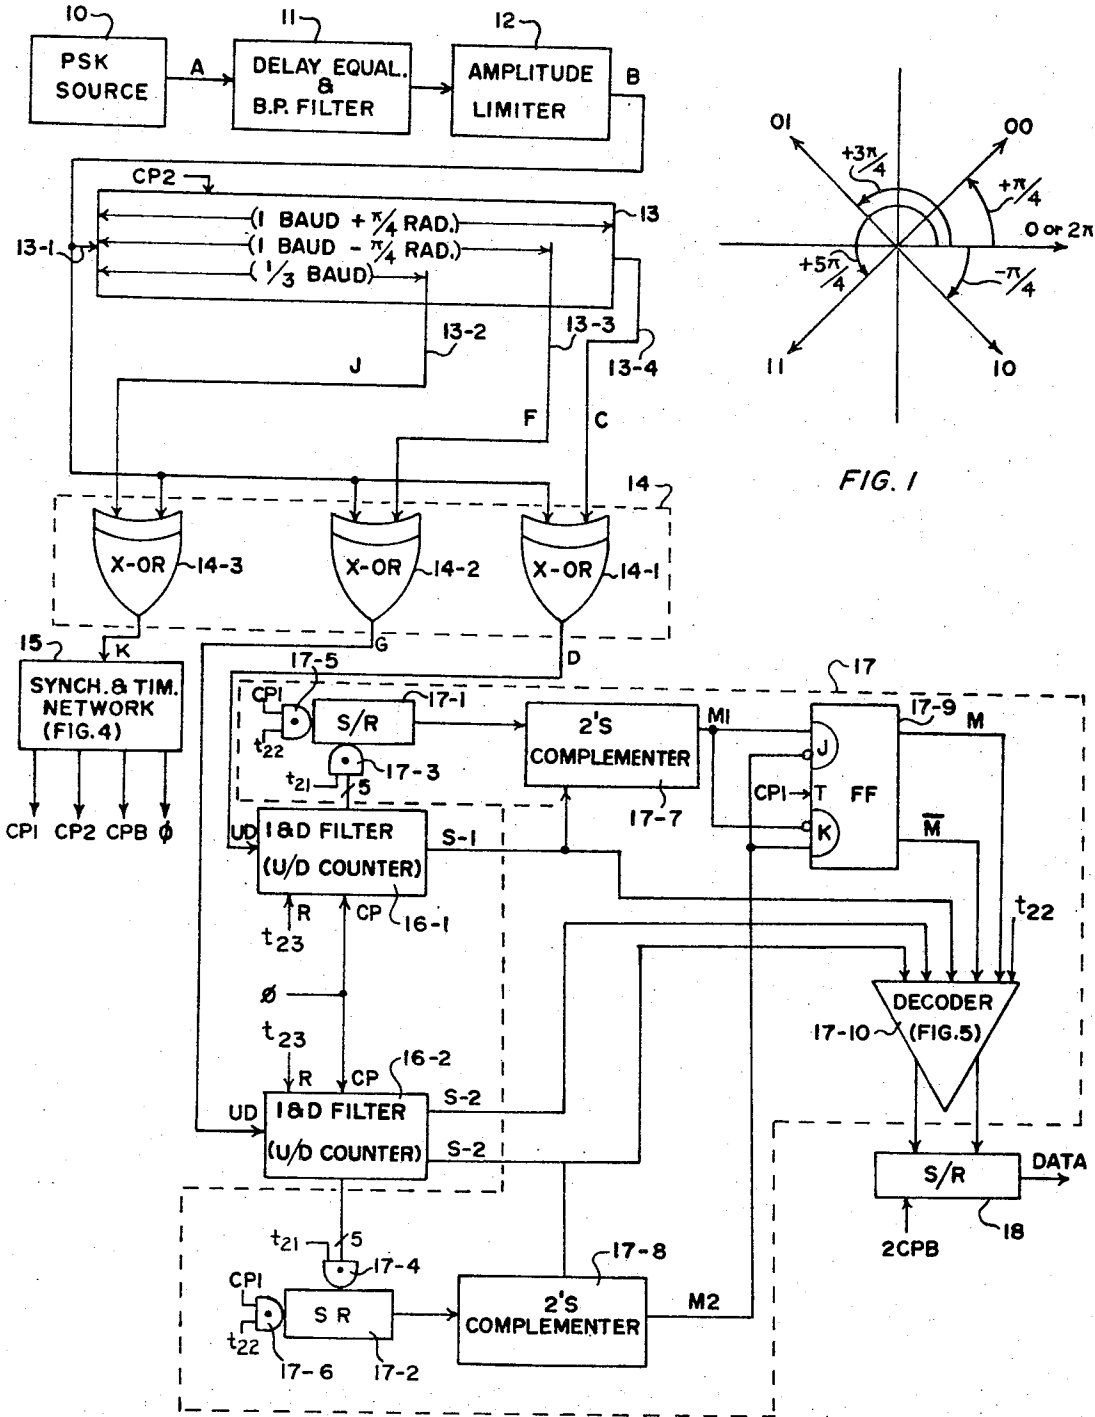 10
11
12
PSK
SOURCE
A
DELAY EQUAL.
&
B.P. FILTER
AMPLITUDE
LIMITER
B
CP2
13
(1 BAUD + π/4 RAD.)
13-1
(1 BAUD - π/4 RAD.)
(1/3 BAUD)
13-2
13-3
13-4
J
F
C
01
00
+3π/4
+π/4
0 or 2π
+5π/4
-π/4
11
10
FIG. 1
14
X-OR
14-3
X-OR
14-2
X-OR
14-1
K
G
D
15
SYNCH. & TIM.
NETWORK
(FIG. 4)
CP1
CP2
CPB
Ø
17
17-5
CP1
t22
17-1
S/R
17-3
t21
5
2'S
COMPLEMENTER
17-7
M1
17-9
J
CP1
T
FF
K
M
M̅
UD
I&D FILTER
(U/D COUNTER)
S-1
R
CP
16-1
t23
t22
Ø
DECODER
(FIG.5)
17-10
t23
R
CP
16-2
UD
I&D FILTER
(U/D COUNTER)
S-2
S-2
S/R
DATA
18
2CPB
t21
5
17-4
CP1
t22
17-6
S R
17-2
17-8
2'S
COMPLEMENTER
M2